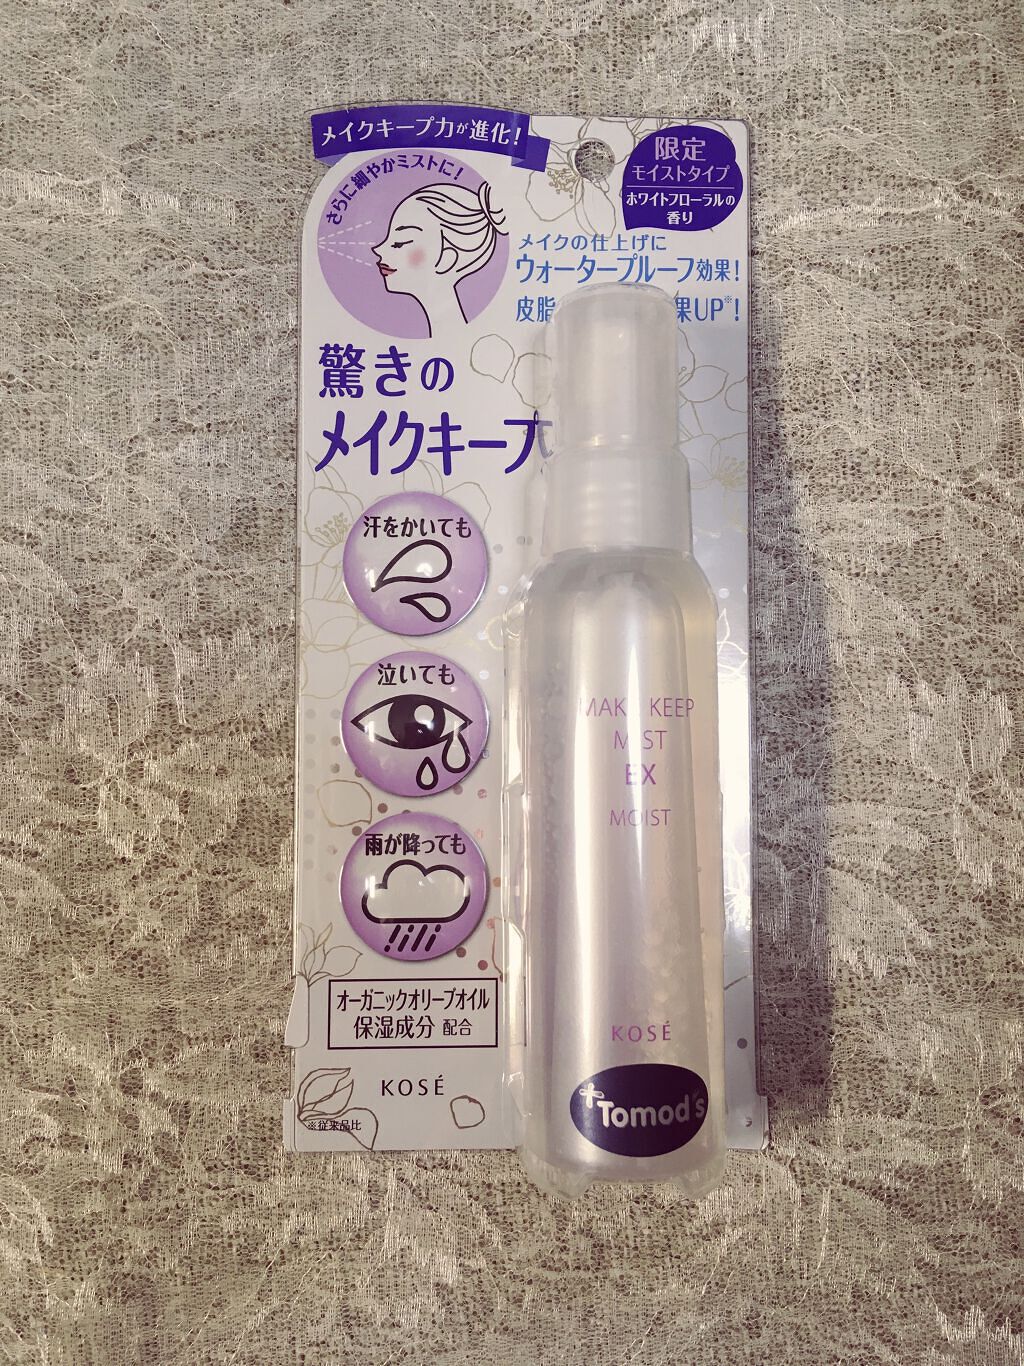 メイクキープ力が進化!
さらに細やかミストに!
限定
モイストタイプ
ホワイトフローラルの
香り
メイクの仕上げに
ウォータープルーフ効果!
皮脂 果UP※!
驚きの
メイクキープ
汗をかいても
泣いても
雨が降っても
オーガニックオリーブオイル
保湿成分 配合
KOSÉ
※従来品比
MAKE KEEP
MIST
EX
MOIST
KOSÉ
Tomod's